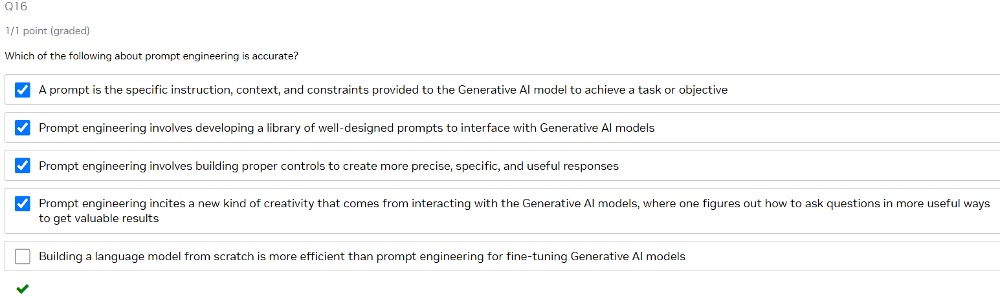 Q16
1/1 point (graded)
Which of the following about prompt engineering is accurate?
A prompt is the specific instruction, context, and constraints provided to the Generative AI model to achieve a task or objective
Prompt engineering involves developing a library of well-designed prompts to interface with Generative AI models
Prompt engineering involves building proper controls to create more precise, specific, and useful responses
Prompt engineering incites a new kind of creativity that comes from interacting with the Generative AI models, where one figures out how to ask questions in more useful ways
to get valuable results
Building a language model from scratch is more efficient than prompt engineering for fine-tuning Generative AI models